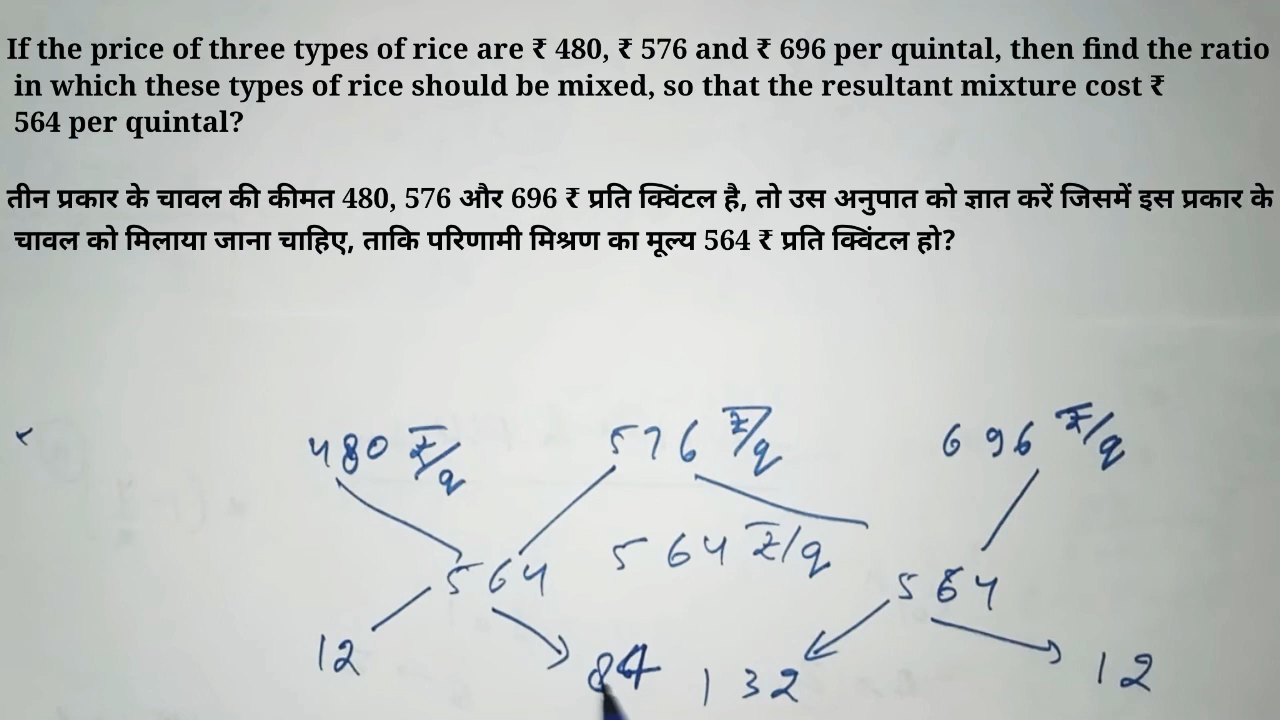 If the price of three types of rice are ₹ 480, ₹ 576 and ₹ 696 per quintal, then find the ratio
in which these types of rice should be mixed, so that the resultant mixture cost ₹
564 per quintal?
तीन प्रकार के चावल की कीमत 480, 576 और 696 ₹ प्रति क्विंटल है, तो उस अनुपात को ज्ञात करें जिसमें इस प्रकार के
चावल को मिलाया जाना चाहिए, ताकि परिणामी मिश्रण का मूल्य 564 ₹ प्रति क्विंटल हो?
480 ₹/q 576 ₹/q 696 ₹/q
564 564 ₹/q 564
12 84 132 12